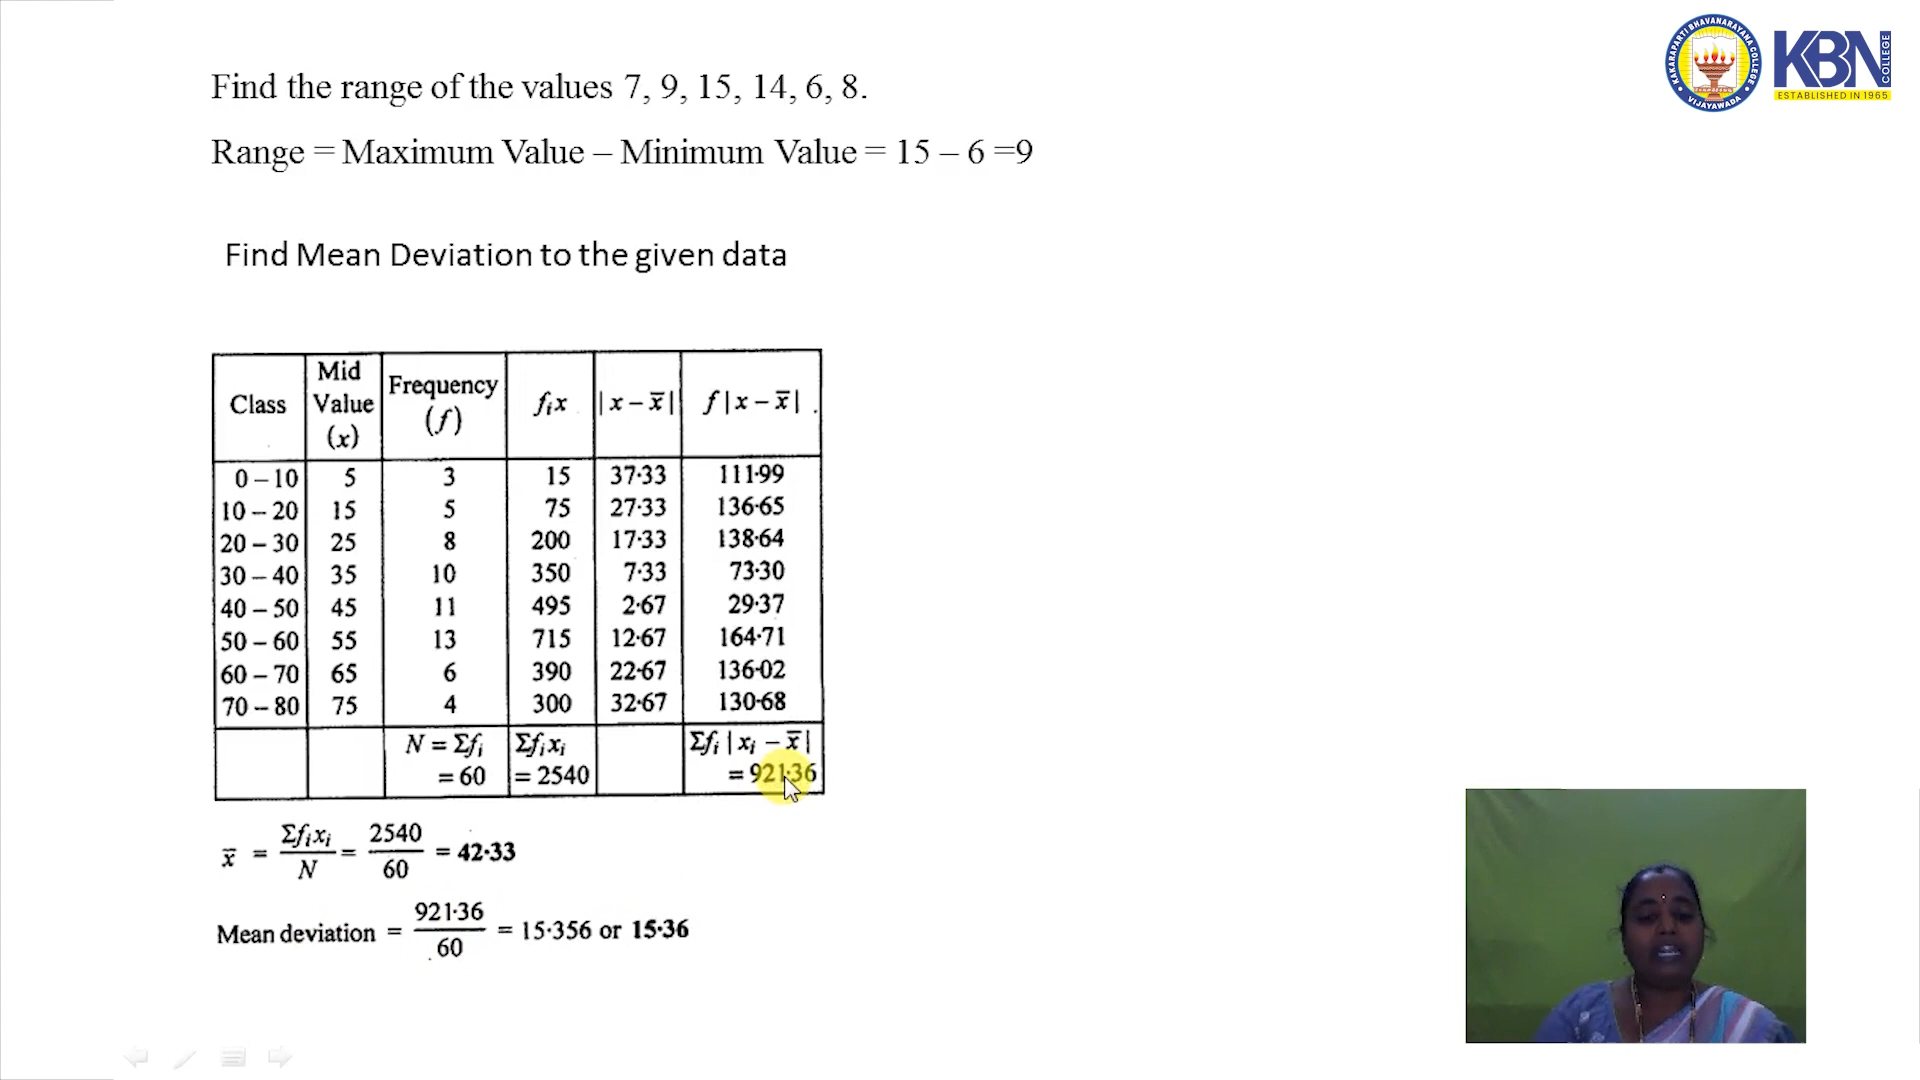 KAKARAPARTI BHAVANARAYANA COLLEGE
VIJAYAWADA
KBN
COLLEGE
ESTABLISHED IN 1965
Find the range of the values 7, 9, 15, 14, 6, 8.
Range = Maximum Value – Minimum Value = 15 – 6 =9
Find Mean Deviation to the given data
Class | Mid Value (x) | Frequency (f) | fᵢx | |x – x̄| | f |x – x̄|
0 – 10 5 3 15 37·33 111·99
10 – 20 15 5 75 27·33 136·65
20 – 30 25 8 200 17·33 138·64
30 – 40 35 10 350 7·33 73·30
40 – 50 45 11 495 2·67 29·37
50 – 60 55 13 715 12·67 164·71
60 – 70 65 6 390 22·67 136·02
70 – 80 75 4 300 32·67 130·68
N = Σfᵢ Σfᵢxᵢ Σfᵢ |xᵢ – x̄|
= 60 = 2540 = 921·36
x̄ = Σfᵢxᵢ / N = 2540 / 60 = 42·33
Mean deviation = 921·36 / 60 = 15·356 or 15·36